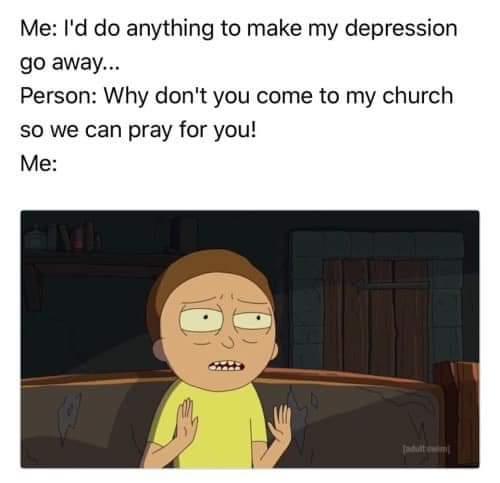 Me: I'd do anything to make my depression
go away...
Person: Why don't you come to my church
so we can pray for you!
Me:
[adult swim]